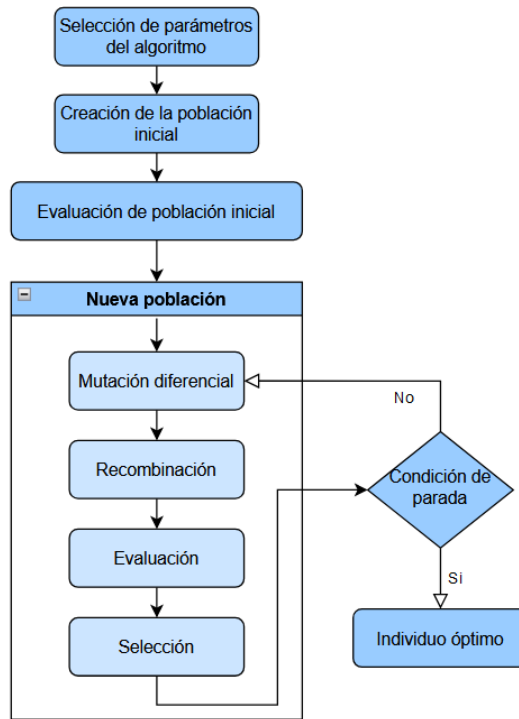 Selección de parámetros
del algoritmo
Creación de la población
inicial
Evaluación de población inicial
Nueva población
Mutación diferencial
Recombinación
Evaluación
Selección
No
Condición de
parada
Si
Individuo óptimo